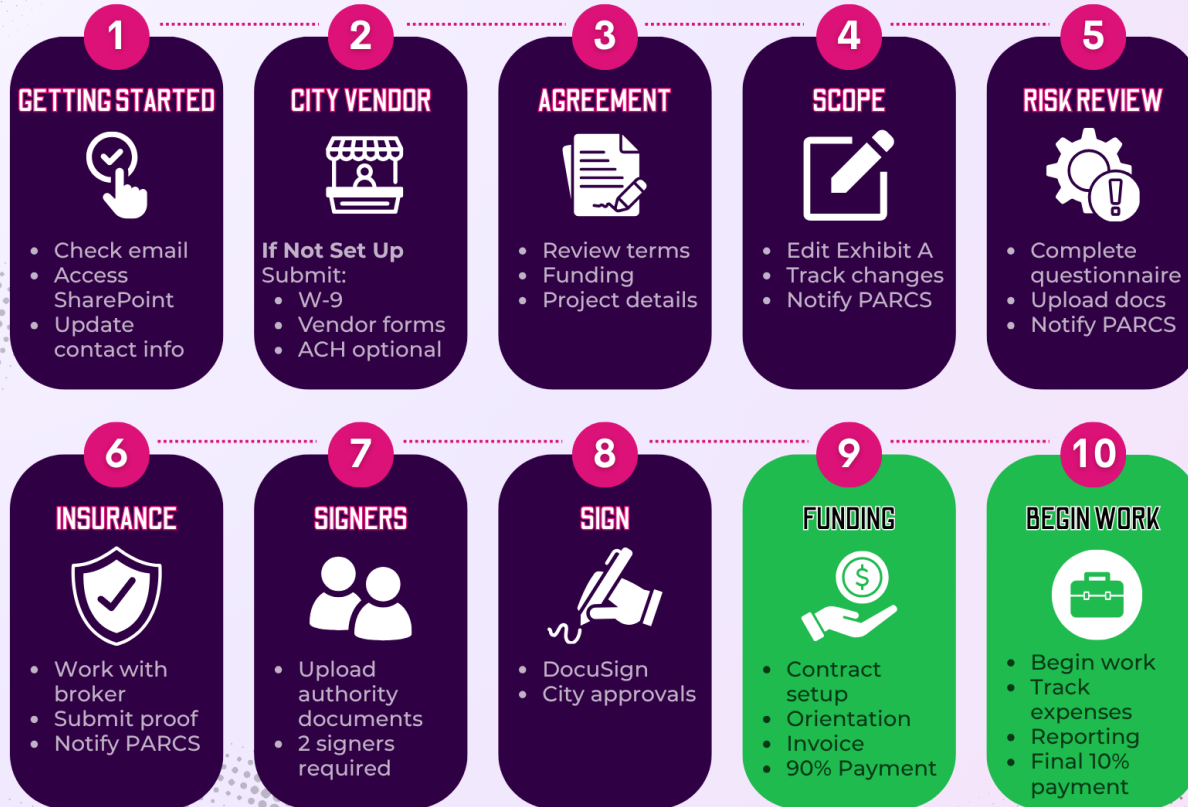 1
GETTING STARTED
• Check email
• Access
SharePoint
• Update
contact info
2
CITY VENDOR
If Not Set Up
Submit:
• W-9
• Vendor forms
• ACH optional
3
AGREEMENT
• Review terms
• Funding
• Project details
4
SCOPE
• Edit Exhibit A
• Track changes
• Notify PARCS
5
RISK REVIEW
• Complete
questionnaire
• Upload docs
• Notify PARCS
6
INSURANCE
• Work with
broker
• Submit proof
• Notify PARCS
7
SIGNERS
• Upload
authority
documents
• 2 signers
required
8
SIGN
• DocuSign
• City approvals
9
FUNDING
$
• Contract
setup
• Orientation
• Invoice
• 90% Payment
10
BEGIN WORK
• Begin work
• Track
expenses
• Reporting
• Final 10%
payment